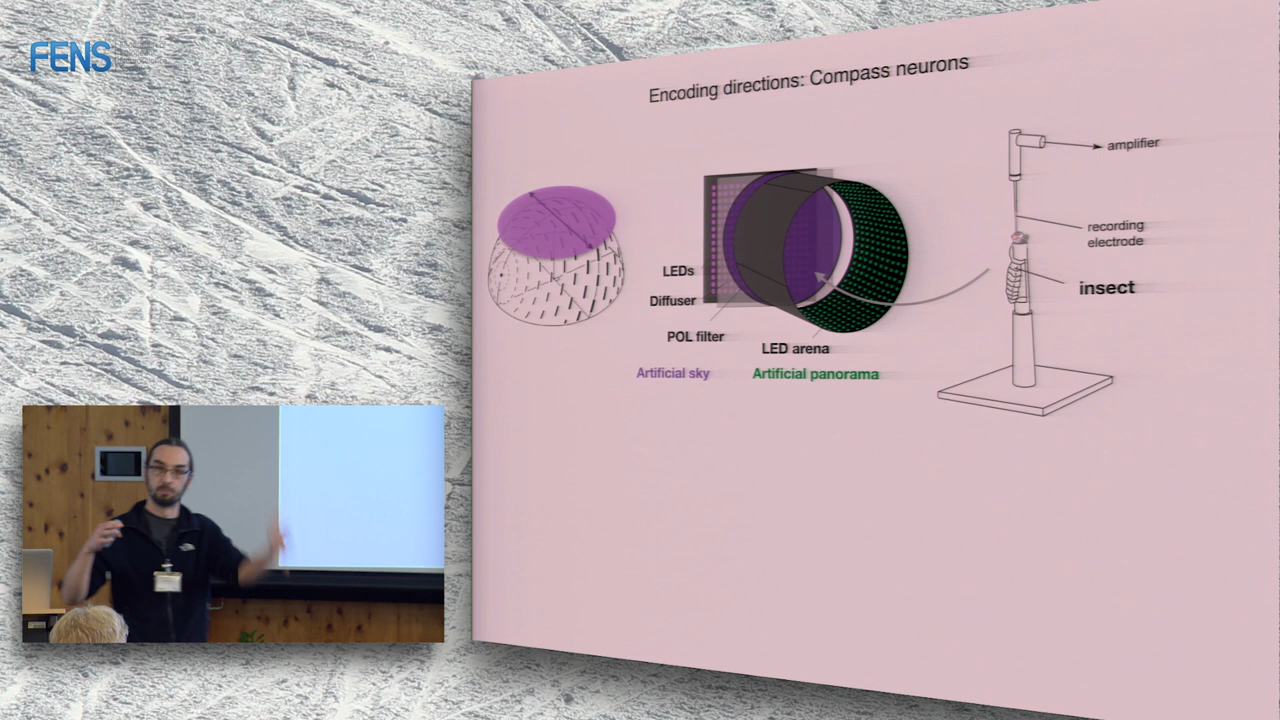 FENS
Encoding directions: Compass neurons
amplifier
recording
electrode
insect
LEDs
Diffuser
POL filter
LED arena
Artificial sky
Artificial panorama